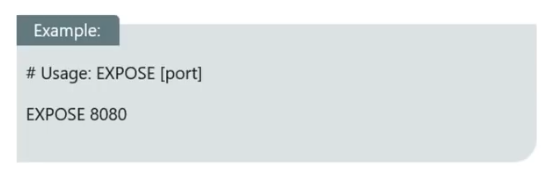 Example:
# Usage: EXPOSE [port]
EXPOSE 8080